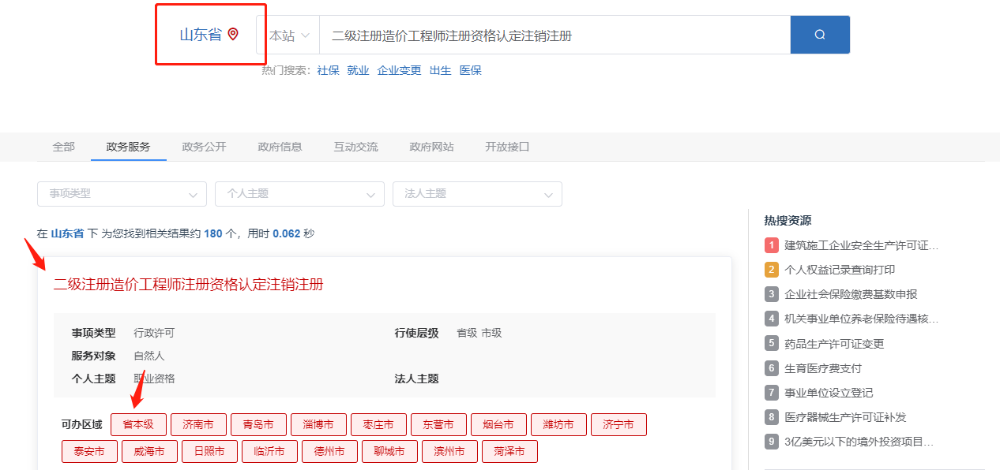 山东省
本站
二级注册造价工程师注册资格认定注销注册
热门搜索： 社保 就业 企业变更 出生 医保
全部 政务服务 政务公开 政府信息 互动交流 政府网站 开放接口
事项类型 个人主题 法人主题
在 山东省 下 为您找到相关结果约 180 个，用时 0.062 秒
二级注册造价工程师注册资格认定注销注册
事项类型 行政许可 行使层级 省级 市级
服务对象 自然人
个人主题 职业资格 法人主题
可办区域 省本级 济南市 青岛市 淄博市 枣庄市 东营市 烟台市 潍坊市 济宁市
泰安市 威海市 日照市 临沂市 德州市 聊城市 滨州市 菏泽市
热搜资源
1 建筑施工企业安全生产许可证...
2 个人权益记录查询打印
3 企业社会保险缴费基数申报
4 机关事业单位养老保险待遇核...
5 药品生产许可证变更
6 生育医疗费支付
7 事业单位设立登记
8 医疗器械生产许可证补发
9 3亿美元以下的境外投资项目...